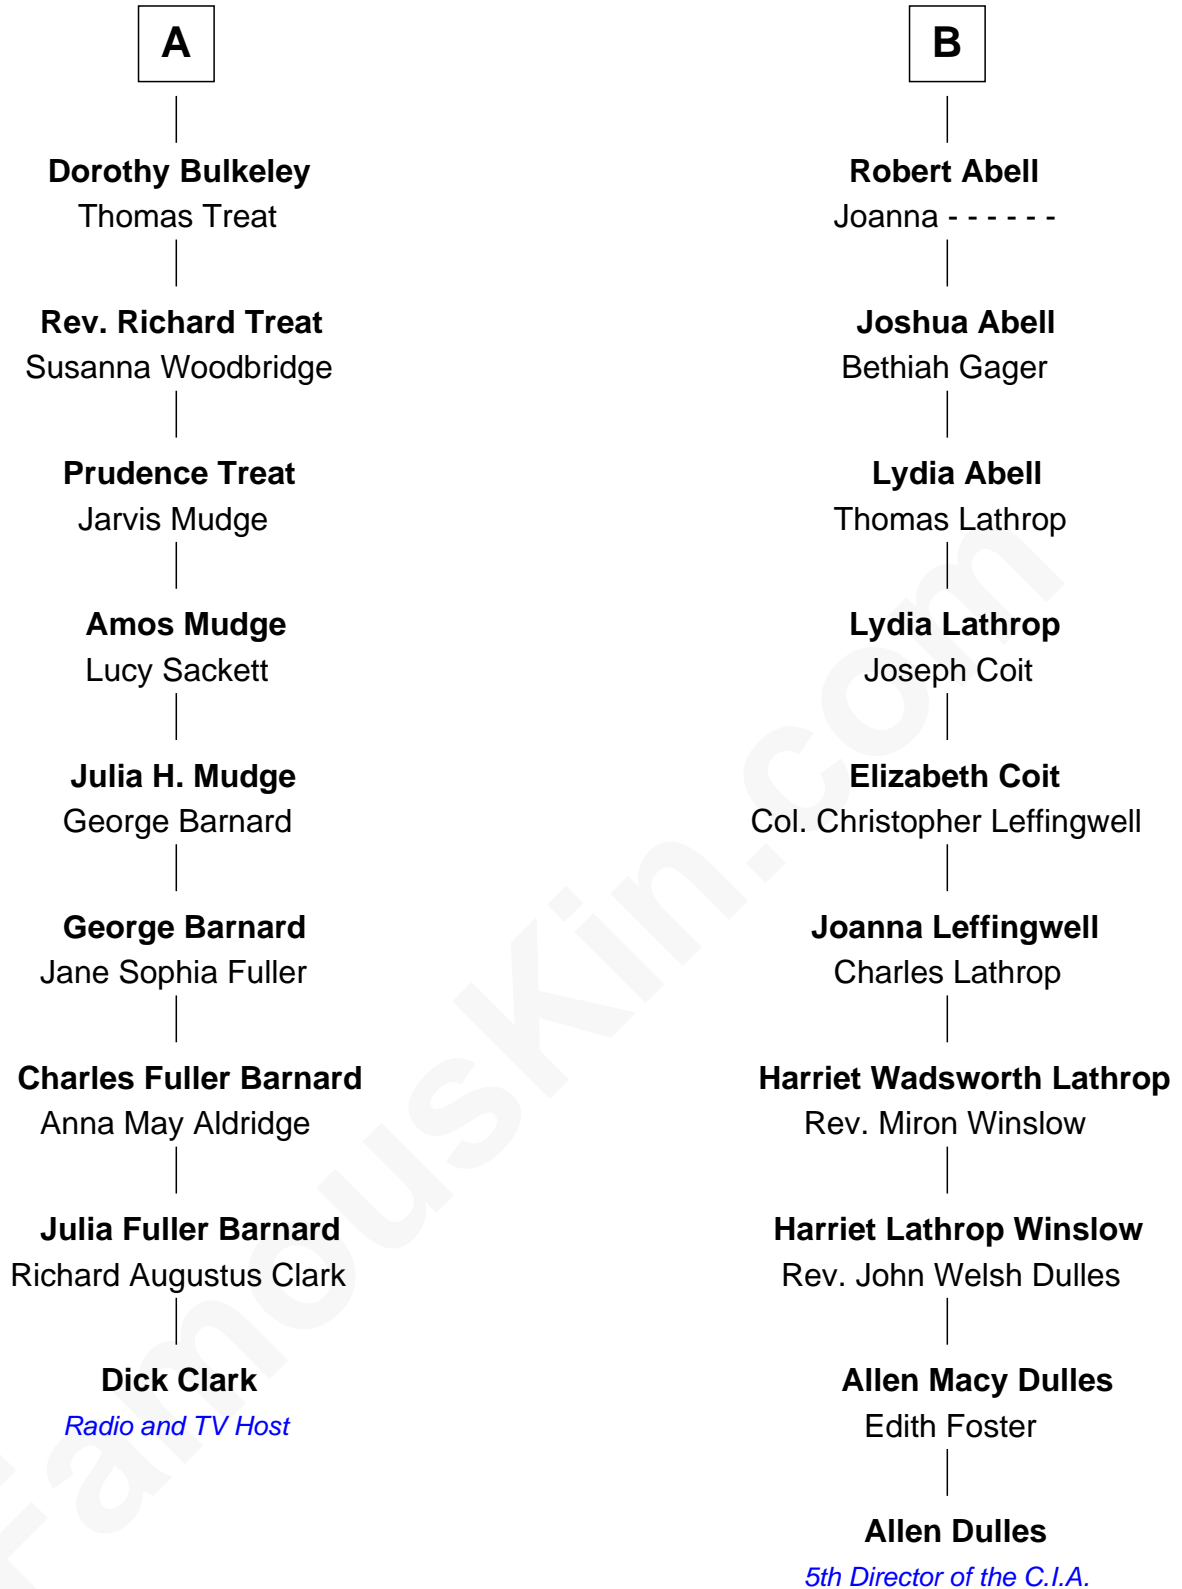 A
Dorothy Bulkeley
Thomas Treat
Rev. Richard Treat
Susanna Woodbridge
Prudence Treat
Jarvis Mudge
Amos Mudge
Lucy Sackett
Julia H. Mudge
George Barnard
George Barnard
Jane Sophia Fuller
Charles Fuller Barnard
Anna May Aldridge
Julia Fuller Barnard
Richard Augustus Clark
Dick Clark
Radio and TV Host
B
Robert Abell
Joanna - - - - - -
Joshua Abell
Bethiah Gager
Lydia Abell
Thomas Lathrop
Lydia Lathrop
Joseph Coit
Elizabeth Coit
Col. Christopher Leffingwell
Joanna Leffingwell
Charles Lathrop
Harriet Wadsworth Lathrop
Rev. Miron Winslow
Harriet Lathrop Winslow
Rev. John Welsh Dulles
Allen Macy Dulles
Edith Foster
Allen Dulles
5th Director of the C.I.A.
FamousKin.com